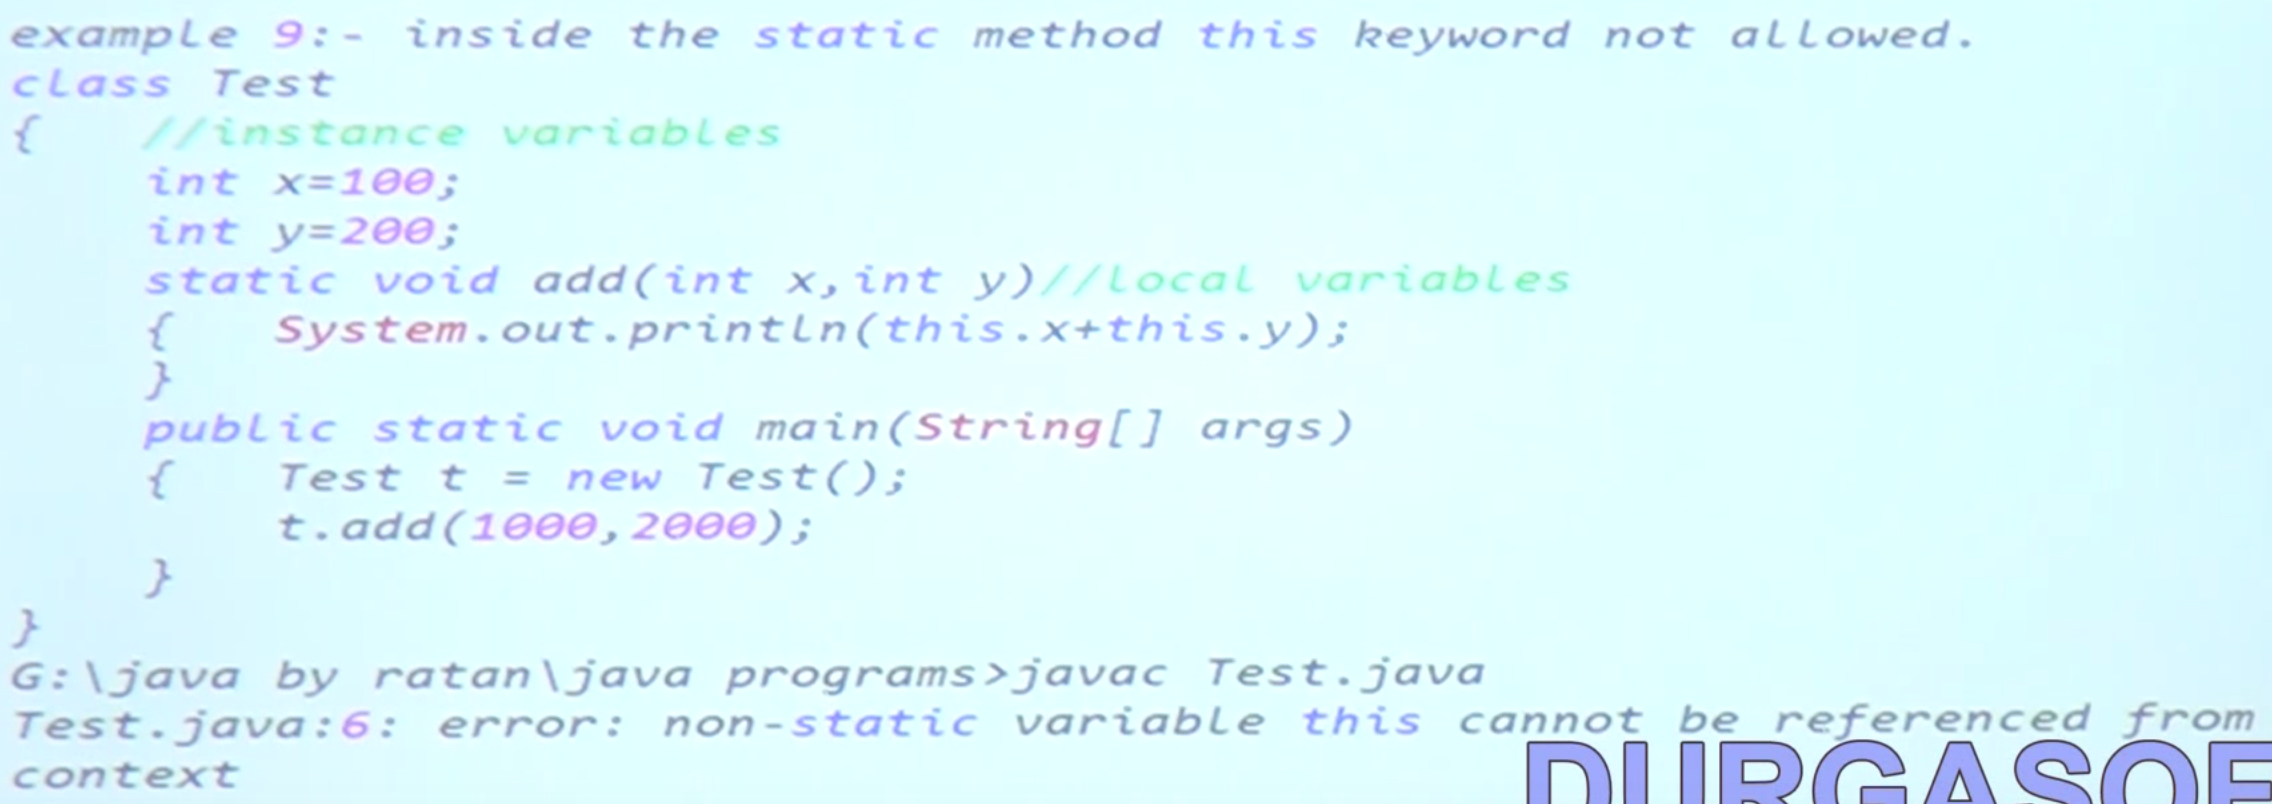 example 9:- inside the static method this keyword not allowed.
class Test
{ //instance variables
int x=100;
int y=200;
static void add(int x,int y)//local variables
{ System.out.println(this.x+this.y);
}
public static void main(String[] args)
{ Test t = new Test();
t.add(1000,2000);
}
}
G:\java by ratan\java programs>javac Test.java
Test.java:6: error: non-static variable this cannot be referenced from
context